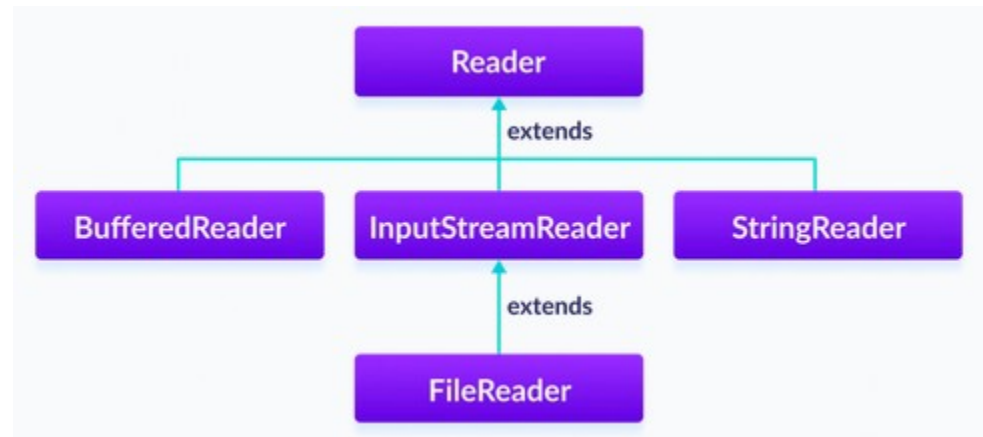 Reader
extends
BufferedReader
InputStreamReader
StringReader
extends
FileReader